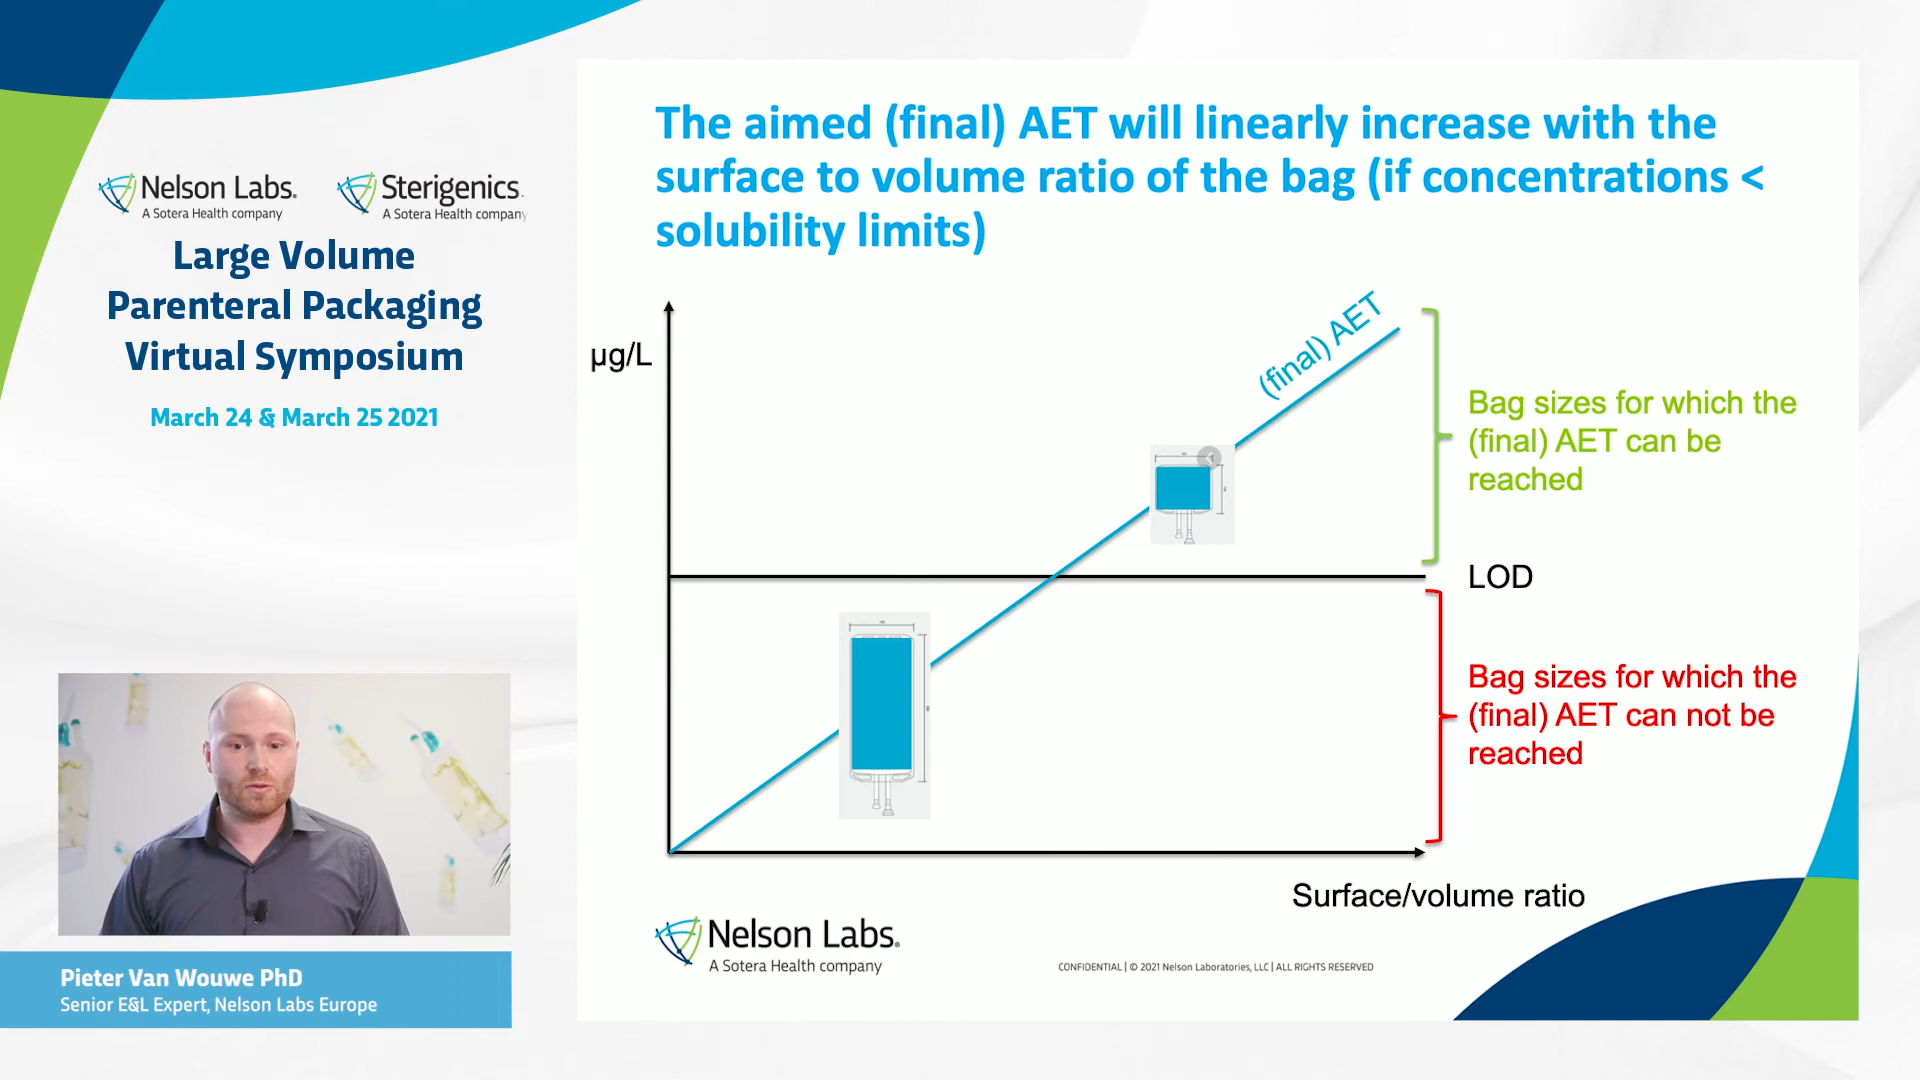 Nelson Labs.
A Sotera Health company
Sterigenics
A Sotera Health company
Large Volume
Parenteral Packaging
Virtual Symposium
March 24 & March 25 2021
The aimed (final) AET will linearly increase with the
surface to volume ratio of the bag (if concentrations <
solubility limits)
µg/L
(final) AET
Bag sizes for which the
(final) AET can be
reached
LOD
Bag sizes for which the
(final) AET can not be
reached
Surface/volume ratio
Nelson Labs®
A Sotera Health company
CONFIDENTIAL | © 2021 Nelson Laboratories, LLC | ALL RIGHTS RESERVED
Pieter Van Wouwe PhD
Senior E&L Expert, Nelson Labs Europe